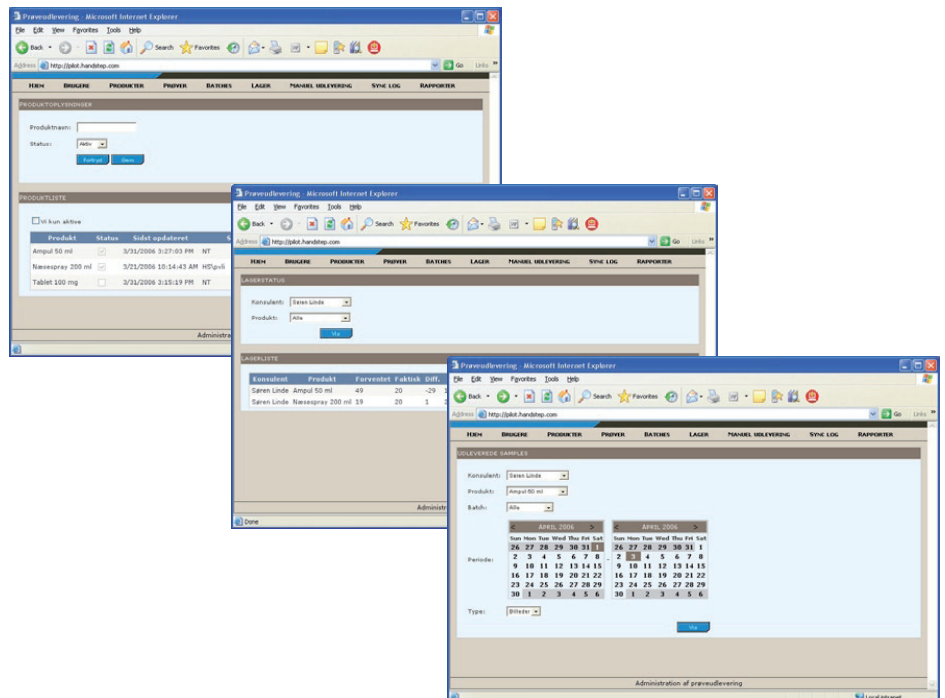 Prøveudlevering - Microsoft Internet Explorer
File Edit View Favorites Tools Help
Back Search Favorites
Address http://pilot.handstep.com Go Links
HJEM BRUGERE PRODUKTER PRØVER BATCHES LAGER MANUEL UDLEVERING SYNC LOG RAPPORTER
PRODUKTOPLYSNINGER
Produktnavn:
Status: Aktiv
Fortryd Gem
PRODUKTLISTE
Vi kun aktive
Produkt Status Sidst opdateret
Ampul 50 ml 3/31/2006 3:27:03 PM NT
Næsespray 200 ml 3/21/2006 10:14:43 AM HS\pvli
Tablet 100 mg 3/31/2006 3:15:19 PM NT
Prøveudlevering - Microsoft Internet Explorer
File Edit View Favorites Tools Help
Back Search Favorites
Address http://pilot.handstep.com Go Links
HJEM BRUGERE PRODUKTER PRØVER BATCHES LAGER MANUEL UDLEVERING SYNC LOG RAPPORTER
LAGERSTATUS
Konsulent: Søren Linde
Produkt: Alle
Vis
LAGERLISTE
Konsulent Produkt Forventet Faktisk Diff.
Søren Linde Ampul 50 ml 49 20 -29
Søren Linde Næsespray 200 ml 19 20 1
Done
Prøveudlevering - Microsoft Internet Explorer
File Edit View Favorites Tools Help
Back Search Favorites
Address http://pilot.handstep.com Go Links
HJEM BRUGERE PRODUKTER PRØVER BATCHES LAGER MANUEL UDLEVERING SYNC LOG RAPPORTER
UDLEVEREDE SAMPLES
Konsulent: Søren Linde
Produkt: Ampul 50 ml
Batch: Alle
Periode:
< APRIL 2006 > < APRIL 2006 >
Sun Mon Tue Wed Thu Fri Sat Sun Mon Tue Wed Thu Fri Sat
26 27 28 29 30 31 1 26 27 28 29 30 31 1
2 3 4 5 6 7 8 - 2 3 4 5 6 7 8
9 10 11 12 13 14 15 9 10 11 12 13 14 15
16 17 18 19 20 21 22 16 17 18 19 20 21 22
23 24 25 26 27 28 29 23 24 25 26 27 28 29
30 1 2 3 4 5 6 30 1 2 3 4 5 6
Type: Billeder
Vis
Administration af prøveudlevering
Local intranet